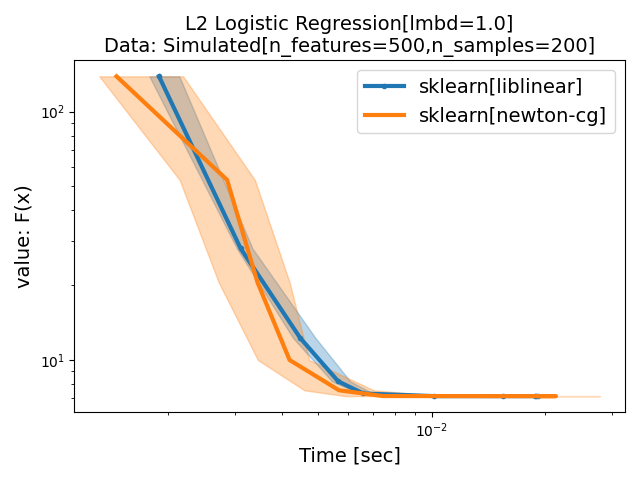 L2 Logistic Regression[lmbd=1.0]
Data: Simulated[n_features=500,n_samples=200]
sklearn[liblinear]
sklearn[newton-cg]
value: F(x)
10²
10¹
10⁻²
Time [sec]